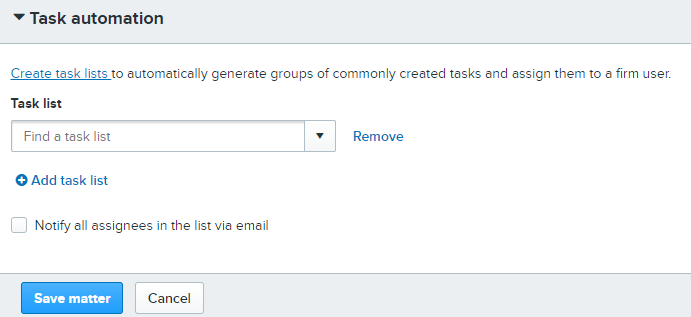 Task automation
Create task lists to automatically generate groups of commonly created tasks and assign them to a firm user.
Task list
Find a task list
Remove
Add task list
Notify all assignees in the list via email
Save matter
Cancel